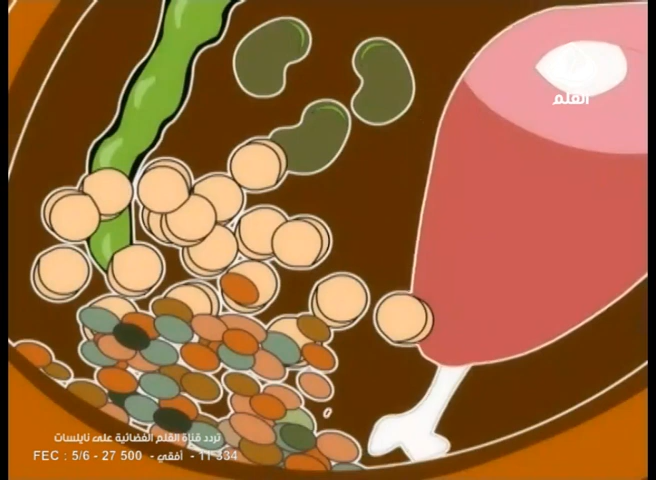 القلم
تردد قناة القلم الفضائية على نايلسات
FEC : 5/6 - 27 500 - أفقي - 11 334